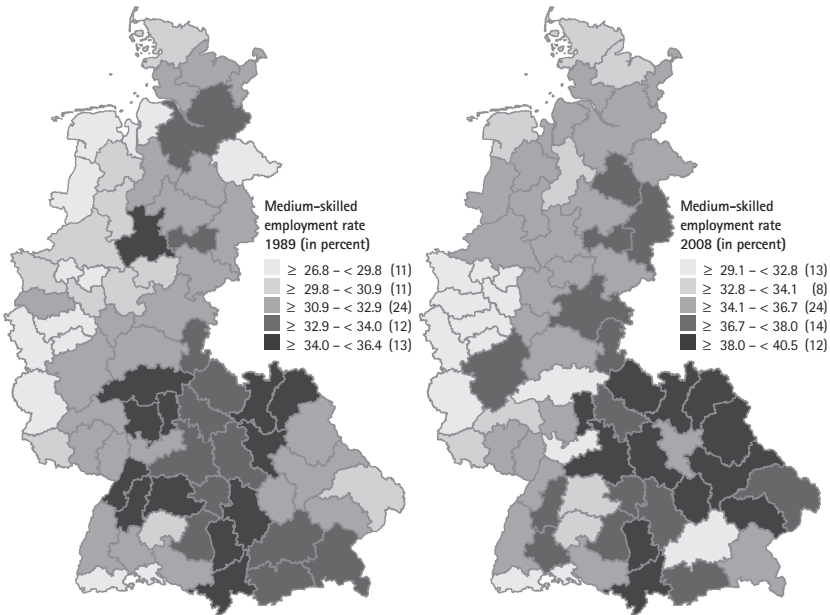 Medium–skilled
employment rate
1989 (in percent)
≥ 26.8 – < 29.8 (11)
≥ 29.8 – < 30.9 (11)
≥ 30.9 – < 32.9 (24)
≥ 32.9 – < 34.0 (12)
≥ 34.0 – < 36.4 (13)
Medium–skilled
employment rate
2008 (in percent)
≥ 29.1 – < 32.8 (13)
≥ 32.8 – < 34.1 (8)
≥ 34.1 – < 36.7 (24)
≥ 36.7 – < 38.0 (14)
≥ 38.0 – < 40.5 (12)